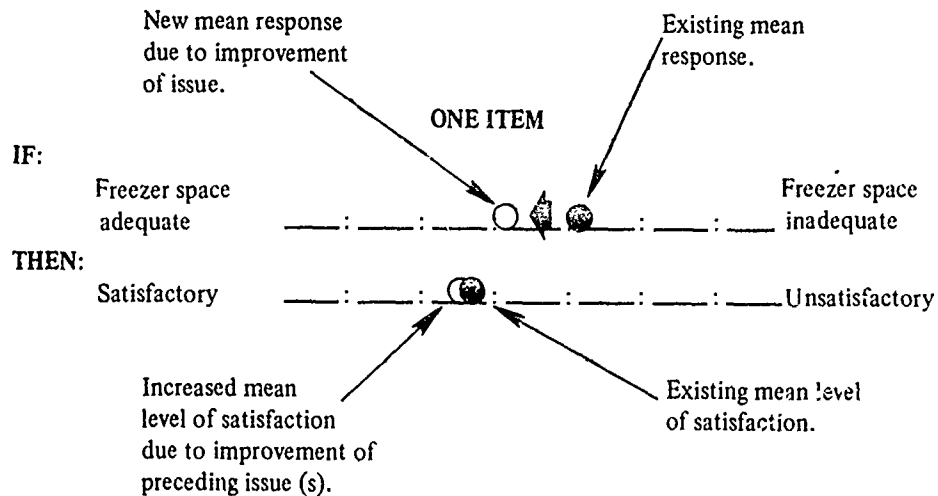 New mean response
due to improvement
of issue.
Existing mean
response.
ONE ITEM
IF:
Freezer space
adequate
Freezer space
inadequate
THEN:
Satisfactory
Unsatisfactory
Increased mean
level of satisfaction
due to improvement of
preceding issue (s).
Existing mean level
of satisfaction.